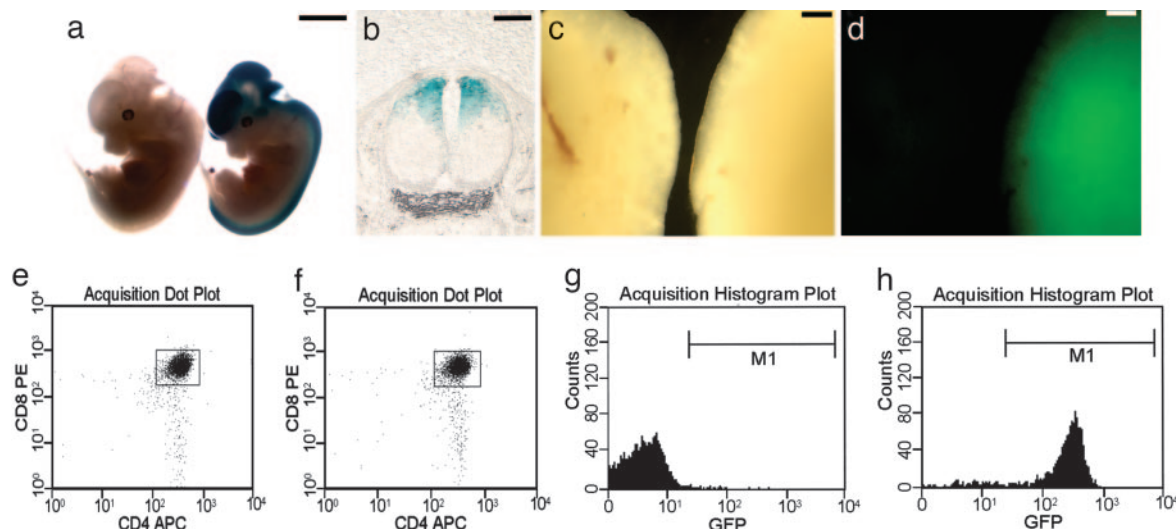 a
b
c
d
e
Acquisition Dot Plot
10⁴
10³
10²
10¹
10⁰
CD8 PE
10⁰ 10¹ 10² 10³ 10⁴
CD4 APC
f
Acquisition Dot Plot
10⁴
10³
10²
10¹
10⁰
CD8 PE
10⁰ 10¹ 10² 10³ 10⁴
CD4 APC
g
Acquisition Histogram Plot
200
160
120
80
40
0
Counts
M1
0 10¹ 10² 10³ 10⁴
GFP
h
Acquisition Histogram Plot
200
160
120
80
40
0
Counts
M1
0 10¹ 10² 10³ 10⁴
GFP